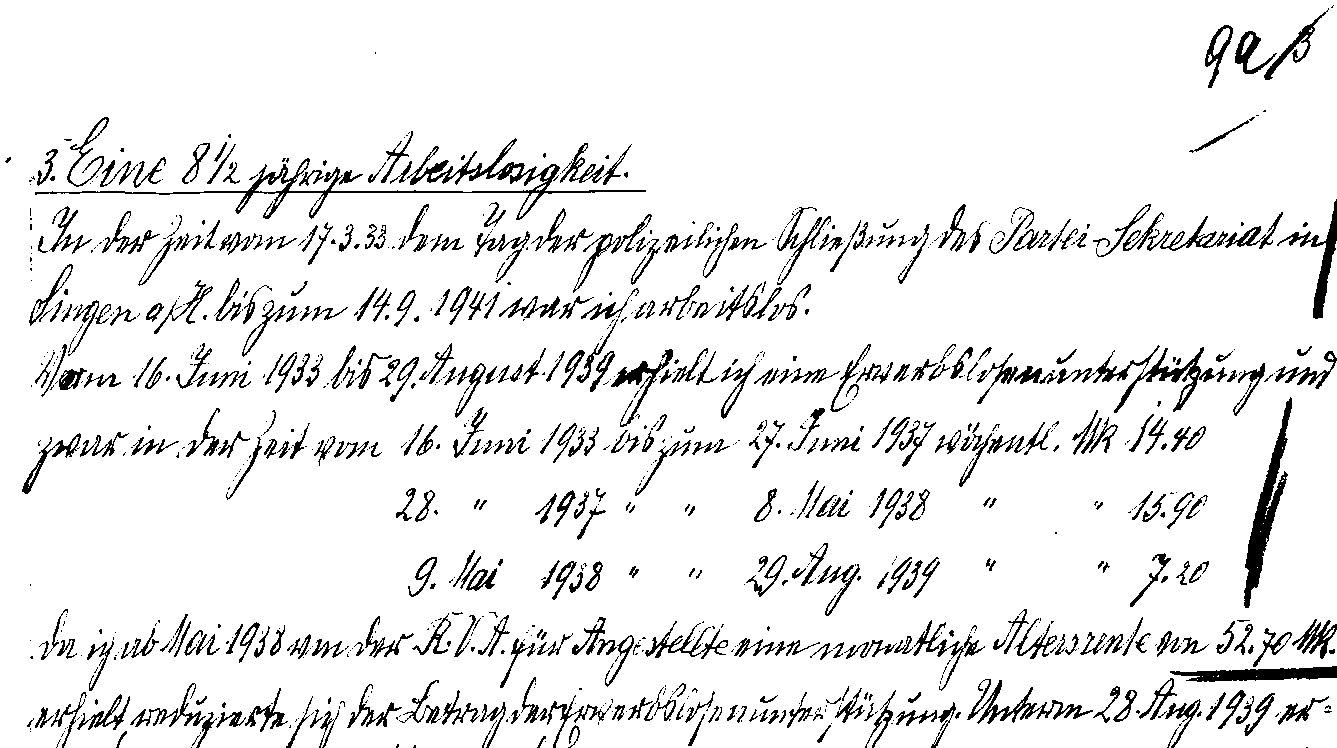 9a/3
3. Eine 8 1/2 jährige Arbeitslosigkeit.
In der Zeit vom 17.3.33 dem Tag der polizeilichen Schließung des Partei-Sekretariat in
Singen a/H. bis zum 14.9.1941 war ich arbeitslos.
Vom 16. Juni 1933 bis 29. August 1939 erhielt ich eine Erwerbslosenunterstützung und
zwar in der Zeit vom 16. Juni 1933 bis zum 27. Juni 1937 wöchentl. Mk 14.40
28. " 1937 " " 8. Mai 1938 " " 15.90
9. Mai 1938 " " 29. Aug. 1939 " " 7.20
Da ich ab Mai 1938 von der R.V.A. für Angestellte eine monatliche Altersrente von 52.70 Mk.
erhielt, reduzierte sich der Betrag der Erwerbslosenunterstützung. Unterm 28. Aug. 1939 er=